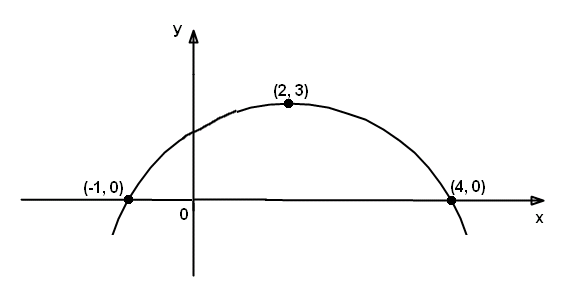 y
(2, 3)
(-1, 0)
(4, 0)
0
x